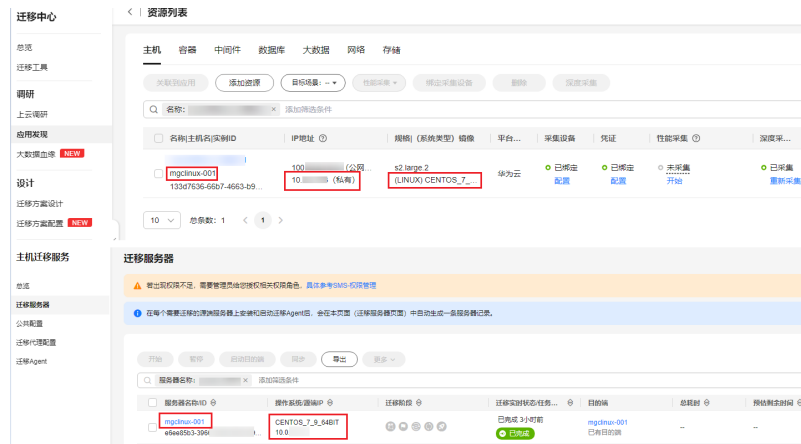 迁移中心
总览
迁移工具
调研
上云调研
应用发现
大数据血缘 NEW
设计
迁移方案设计
迁移方案配置 NEW
< | 资源列表
主机 容器 中间件 数据库 大数据 网络 存储
关联到应用 添加资源 目标场景: -- 性能采集 绑定采集设备 删除 深度采集
名称: × 添加筛选条件
名称|主机名|实例ID IP地址 规格| (系统类型) 镜像 平台... 采集设备 凭证 性能采集 深度采...
100 (公网... s2.large.2 已绑定 已绑定 未采集 已采集
mgclinux-001 10. (私有) (LINUX) CENTOS_7_... 华为云 配置 配置 开始 重新采集
133d7636-66b7-4663-b9...
10 总条数: 1 < 1 >
主机迁移服务
总览
迁移服务器
公共配置
迁移代理配置
迁移Agent
迁移服务器
若出现权限不足，需要管理员给您授权相关权限角色。具体参考SMS-权限管理
在每个需要迁移的源端服务器上安装和启动迁移Agent后，会在本页面（迁移服务器页面）中自动生成一条服务器记录。
开始 暂停 启动目的端 同步 导出 更多
服务器名称: × 添加筛选条件
服务器名称/ID 操作系统/源端IP 迁移阶段 迁移实时状态/任务... 目的端 总耗时 预估剩余时间
mgclinux-001 CENTOS_7_9_64BIT 已完成 3小时前 mgclinux-001 -- --
10.0 已完成 已有目的端